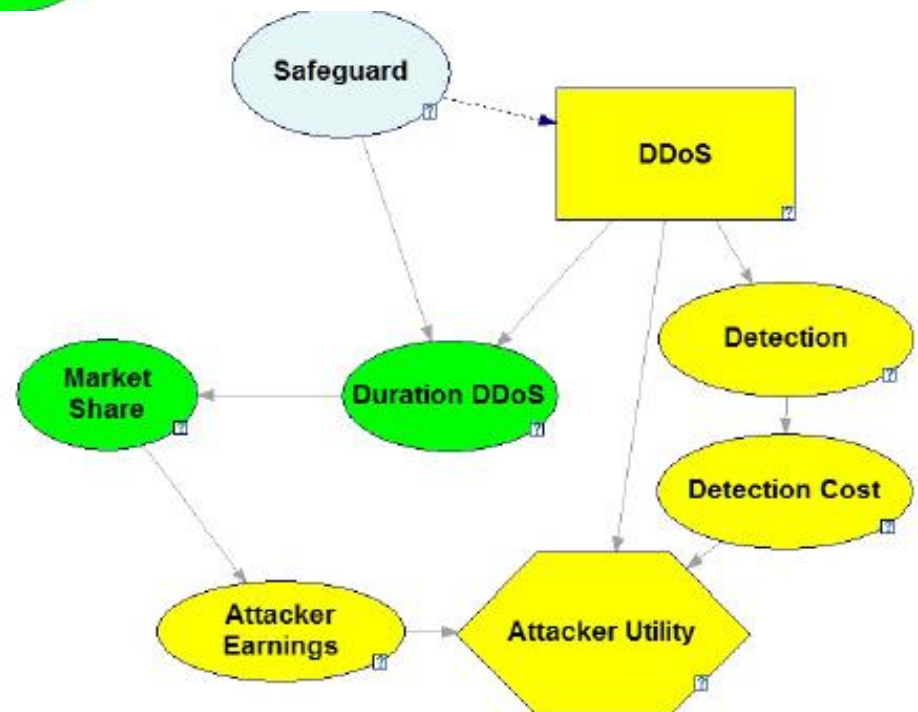 Safeguard
?
DDoS
?
Detection
?
Market
Share
?
Duration DDoS
?
Detection Cost
?
Attacker
Earnings
?
Attacker Utility
?